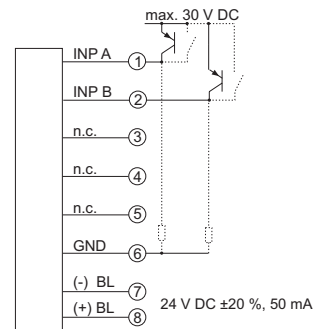 max. 30 V DC
INP A 1
INP B 2
n.c. 3
n.c. 4
n.c. 5
GND 6
(-) BL 7
24 V DC ±20 %, 50 mA
(+) BL 8